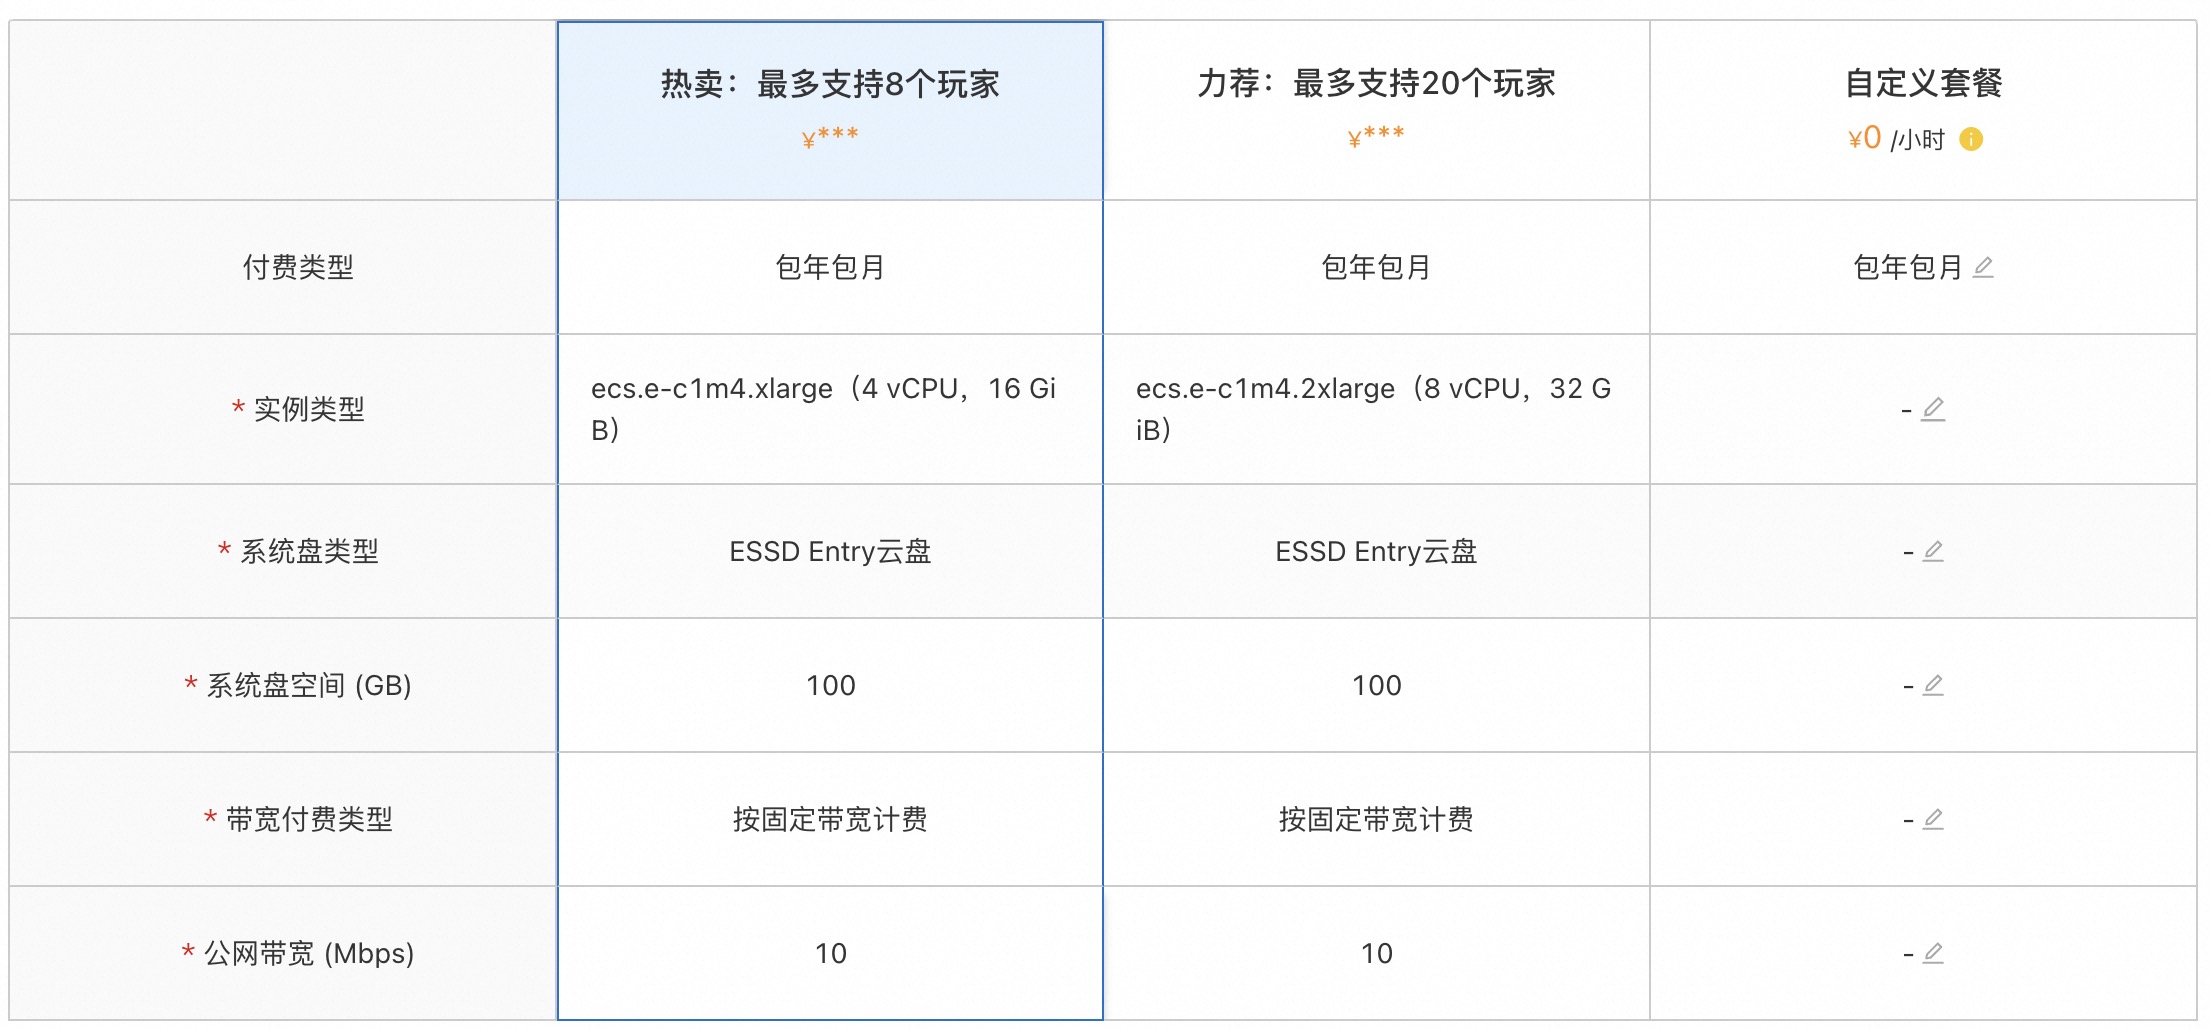 热卖：最多支持8个玩家
¥***
力荐：最多支持20个玩家
¥***
自定义套餐
¥0 /小时
付费类型
包年包月
包年包月
包年包月
* 实例类型
ecs.e-c1m4.xlarge（4 vCPU，16 Gi
B）
ecs.e-c1m4.2xlarge（8 vCPU，32 G
iB）
-
* 系统盘类型
ESSD Entry云盘
ESSD Entry云盘
-
* 系统盘空间 (GB)
100
100
-
* 带宽付费类型
按固定带宽计费
按固定带宽计费
-
* 公网带宽 (Mbps)
10
10
-